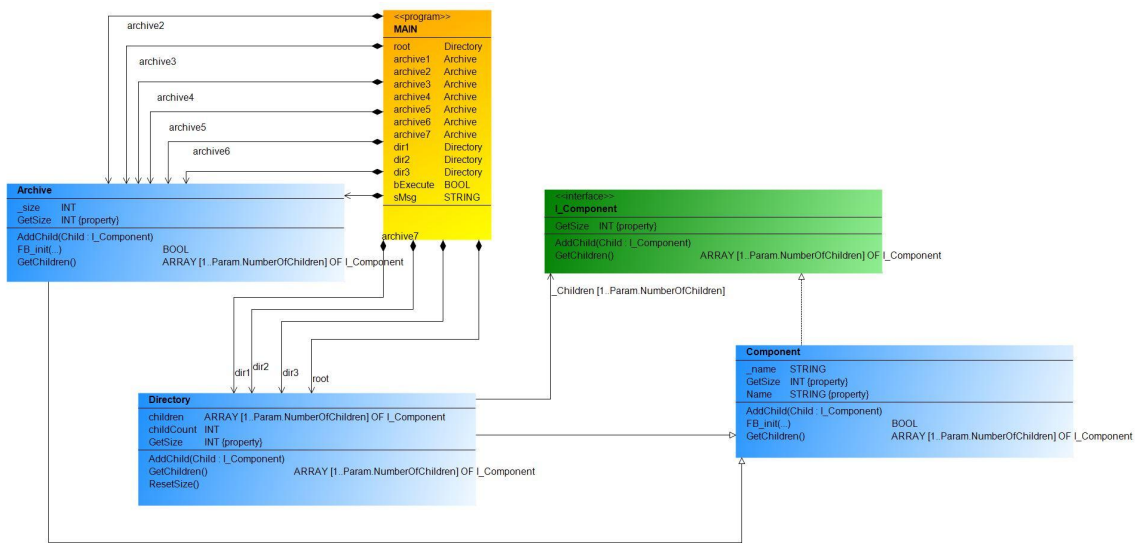 archive2
archive3
archive4
archive5
archive6
<<program>>
MAIN
root Directory
archive1 Archive
archive2 Archive
archive3 Archive
archive4 Archive
archive5 Archive
archive6 Archive
archive7 Archive
dir1 Directory
dir2 Directory
dir3 Directory
bExecute BOOL
sMsg STRING
archive7
Archive
_size INT
GetSize INT {property}
AddChild(Child : I_Component)
FB_init(...) BOOL
GetChildren() ARRAY [1..Param.NumberOfChildren] OF I_Component
<<interface>>
I_Component
GetSize INT {property}
AddChild(Child : I_Component)
GetChildren() ARRAY [1..Param.NumberOfChildren] OF I_Component
_Children [1..Param.NumberOfChildren]
dir1
dir2
dir3
root
Directory
children ARRAY [1..Param.NumberOfChildren] OF I_Component
childCount INT
GetSize INT {property}
AddChild(Child : I_Component)
GetChildren() ARRAY [1..Param.NumberOfChildren] OF I_Component
ResetSize()
Component
_name STRING
GetSize INT {property}
Name STRING {property}
AddChild(Child : I_Component)
FB_init(...) BOOL
GetChildren() ARRAY [1..Param.NumberOfChildren] OF I_Component